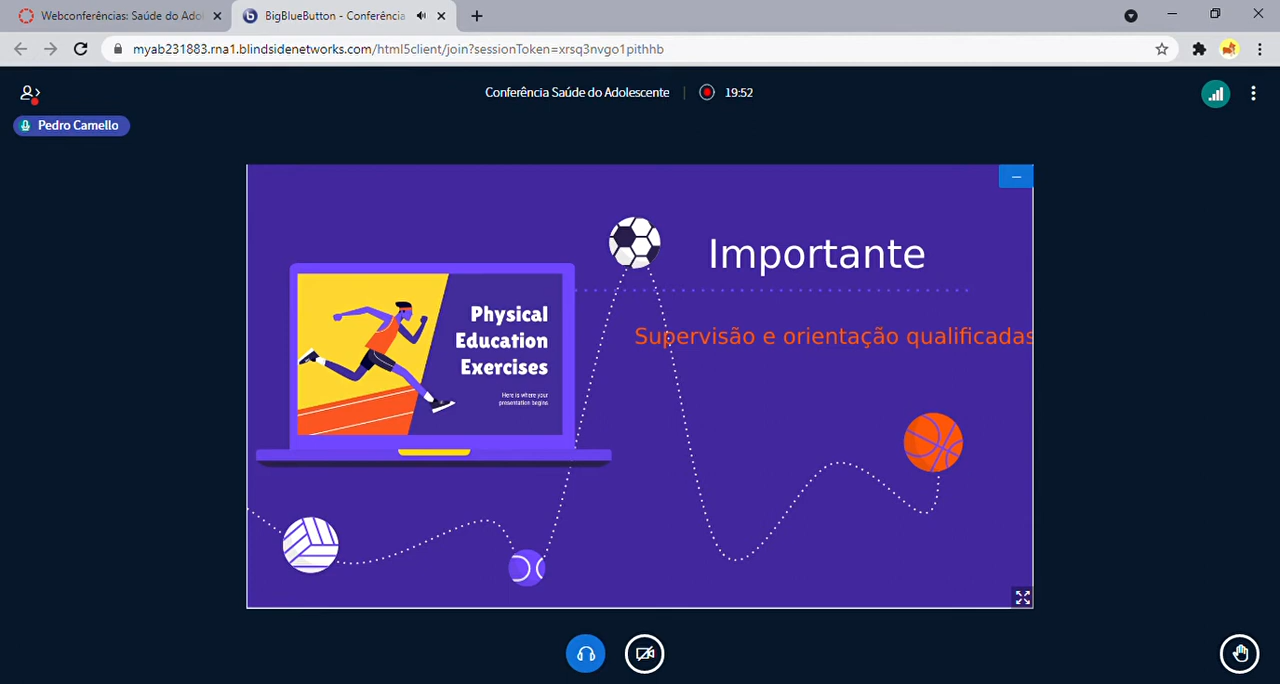 Webconferências: Saúde do Ado
BigBlueButton - Conferência
myab231883.rna1.blindsidenetworks.com/html5client/join?sessionToken=xrsq3nvgo1pithhb
Conferência Saúde do Adolescente
19:52
Pedro Camello
Importante
Supervisão e orientação qualificadas
Physical
Education
Exercises
Here is where your
presentation begins